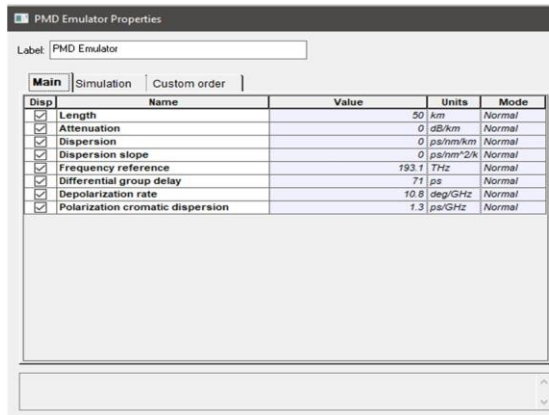 PMD Emulator Properties
Label: PMD Emulator
Main Simulation Custom order
Disp Name Value Units Mode
Length 50 km Normal
Attenuation 0 dB/km Normal
Dispersion 0 ps/nm/km Normal
Dispersion slope 0 ps/nm^2/k Normal
Frequency reference 193.1 THz Normal
Differential group delay 71 ps Normal
Depolarization rate 10.8 deg/GHz Normal
Polarization cromatic dispersion 1.3 ps/GHz Normal